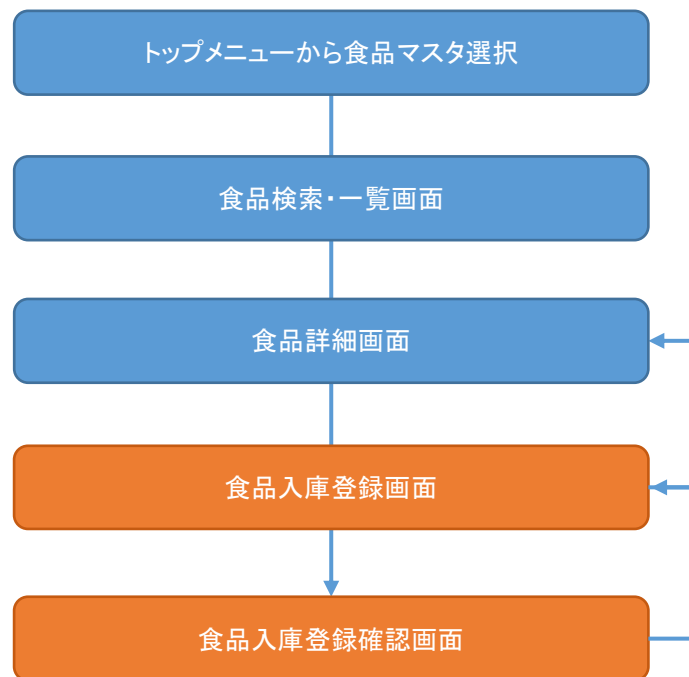 トップメニューから食品マスタ選択
食品検索・一覧画面
食品詳細画面
食品入庫登録画面
食品入庫登録確認画面